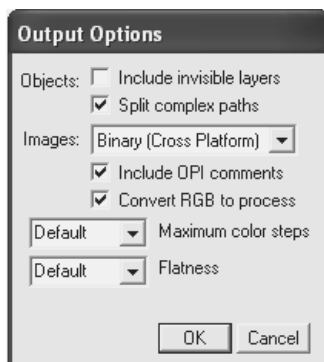 Output Options
Objects: Include invisible layers
Split complex paths
Images: Binary (Cross Platform)
Include OPI comments
Convert RGB to process
Default Maximum color steps
Default Flatness
OK Cancel